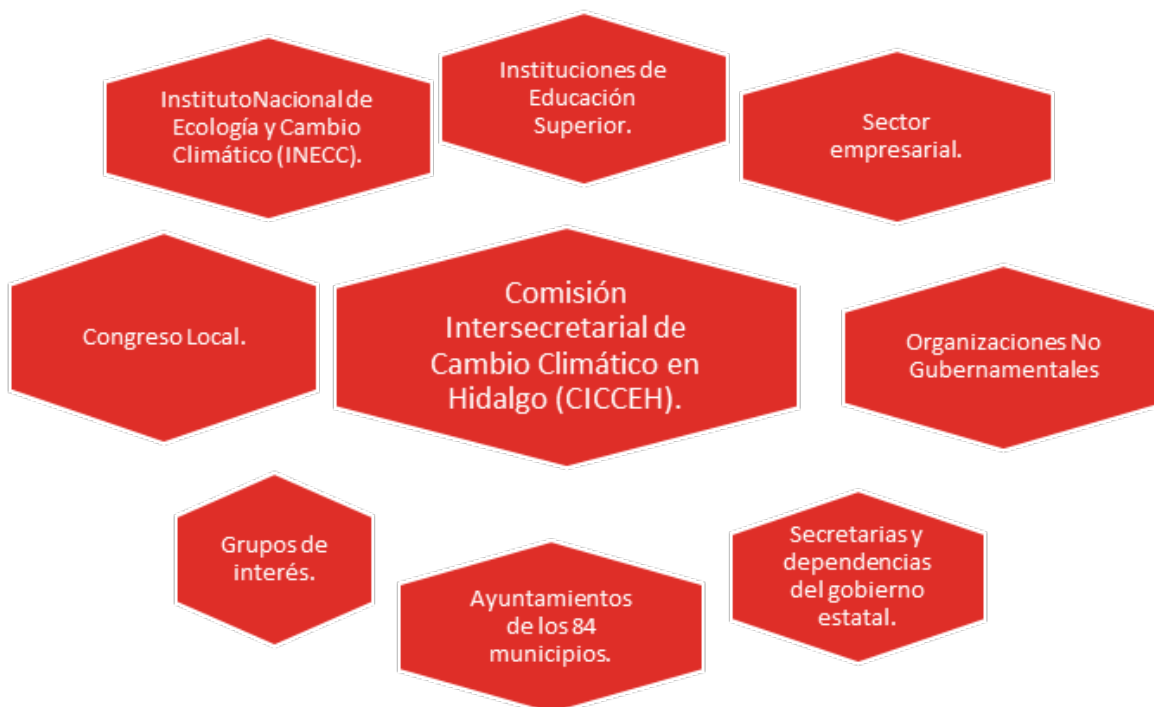 InstitutoNacional de
Ecología y Cambio
Climático (INECC).
Instituciones de
Educación
Superior.
Sector
empresarial.
Congreso Local.
Comisión
Intersecretarial de
Cambio Climático en
Hidalgo (CICCEH).
Organizaciones No
Gubernamentales
Grupos de
interés.
Ayuntamientos
de los 84
municipios.
Secretarias y
dependencias
del gobierno
estatal.